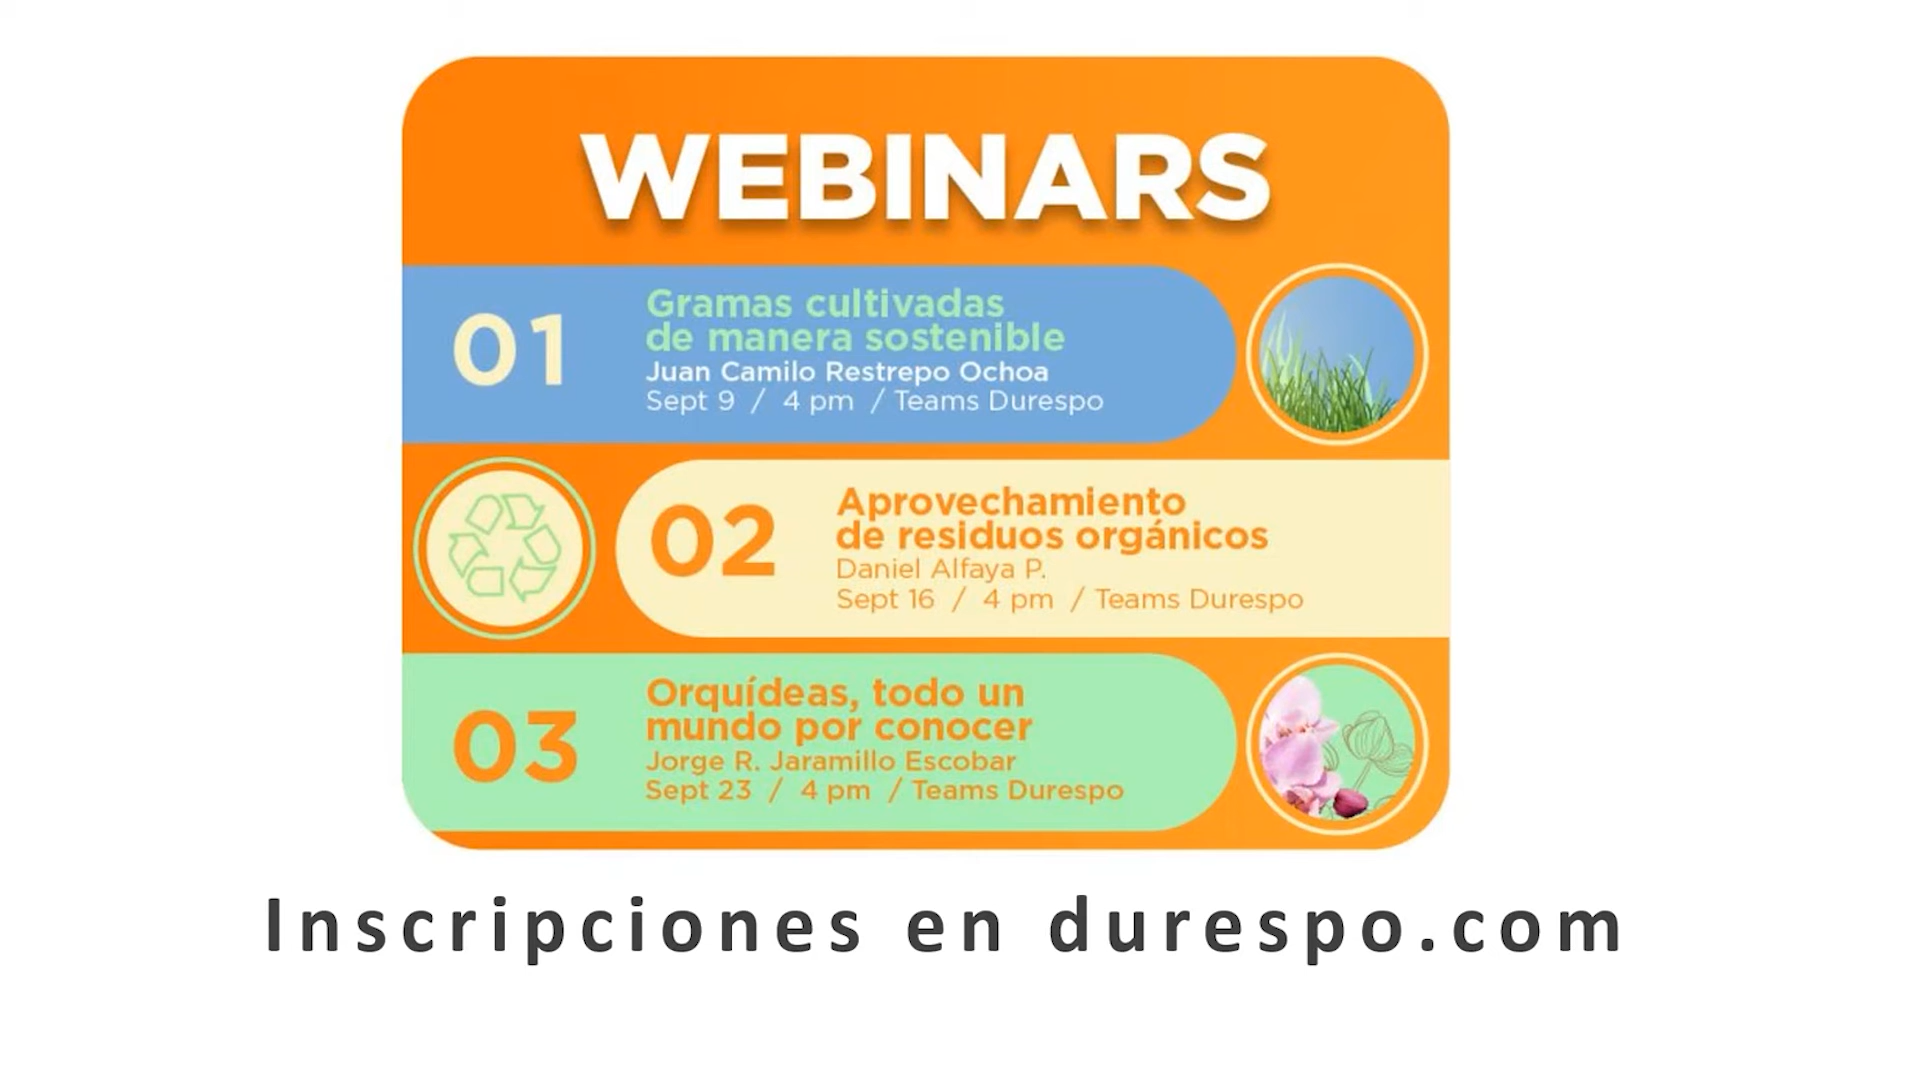 WEBINARS
01
Gramas cultivadas
de manera sostenible
Juan Camilo Restrepo Ochoa
Sept 9 / 4 pm / Teams Durespo
02
Aprovechamiento
de residuos orgánicos
Daniel Alfaya P.
Sept 16 / 4 pm / Teams Durespo
03
Orquídeas, todo un
mundo por conocer
Jorge R. Jaramillo Escobar
Sept 23 / 4 pm / Teams Durespo
Inscripciones en durespo.com